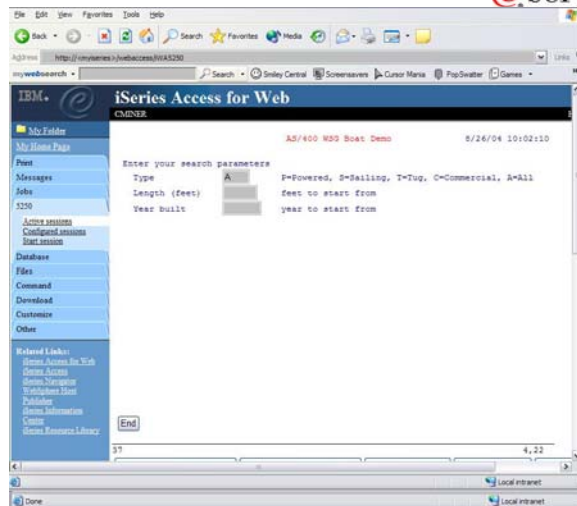 File Edit View Favorites Tools Help
Back Search Favorites Media
Address http://<myiseries>/webaccess/iWA5250 Links
mywebsearch Search Smiley Central Screensavers Cursor Mania PopSwatter Games
IBM. iSeries Access for Web
CMINER
My Folder
My Home Page
Print
Messages
Jobs
5250
Active sessions
Configured sessions
Start session
Database
Files
Command
Download
Customize
Other
Related Links:
iSeries Access for Web
iSeries Access
iSeries Navigator
WebSphere Host
Publisher
iSeries Information
Center
iSeries Resource Library
AS/400 WSG Boat Demo 8/26/04 10:02:10
Enter your search parameters
Type A P=Powered, S=Sailing, T=Tug, C=Commercial, A=All
Length (feet) feet to start from
Year built year to start from
End
37 4,22
Local intranet
Done Local intranet